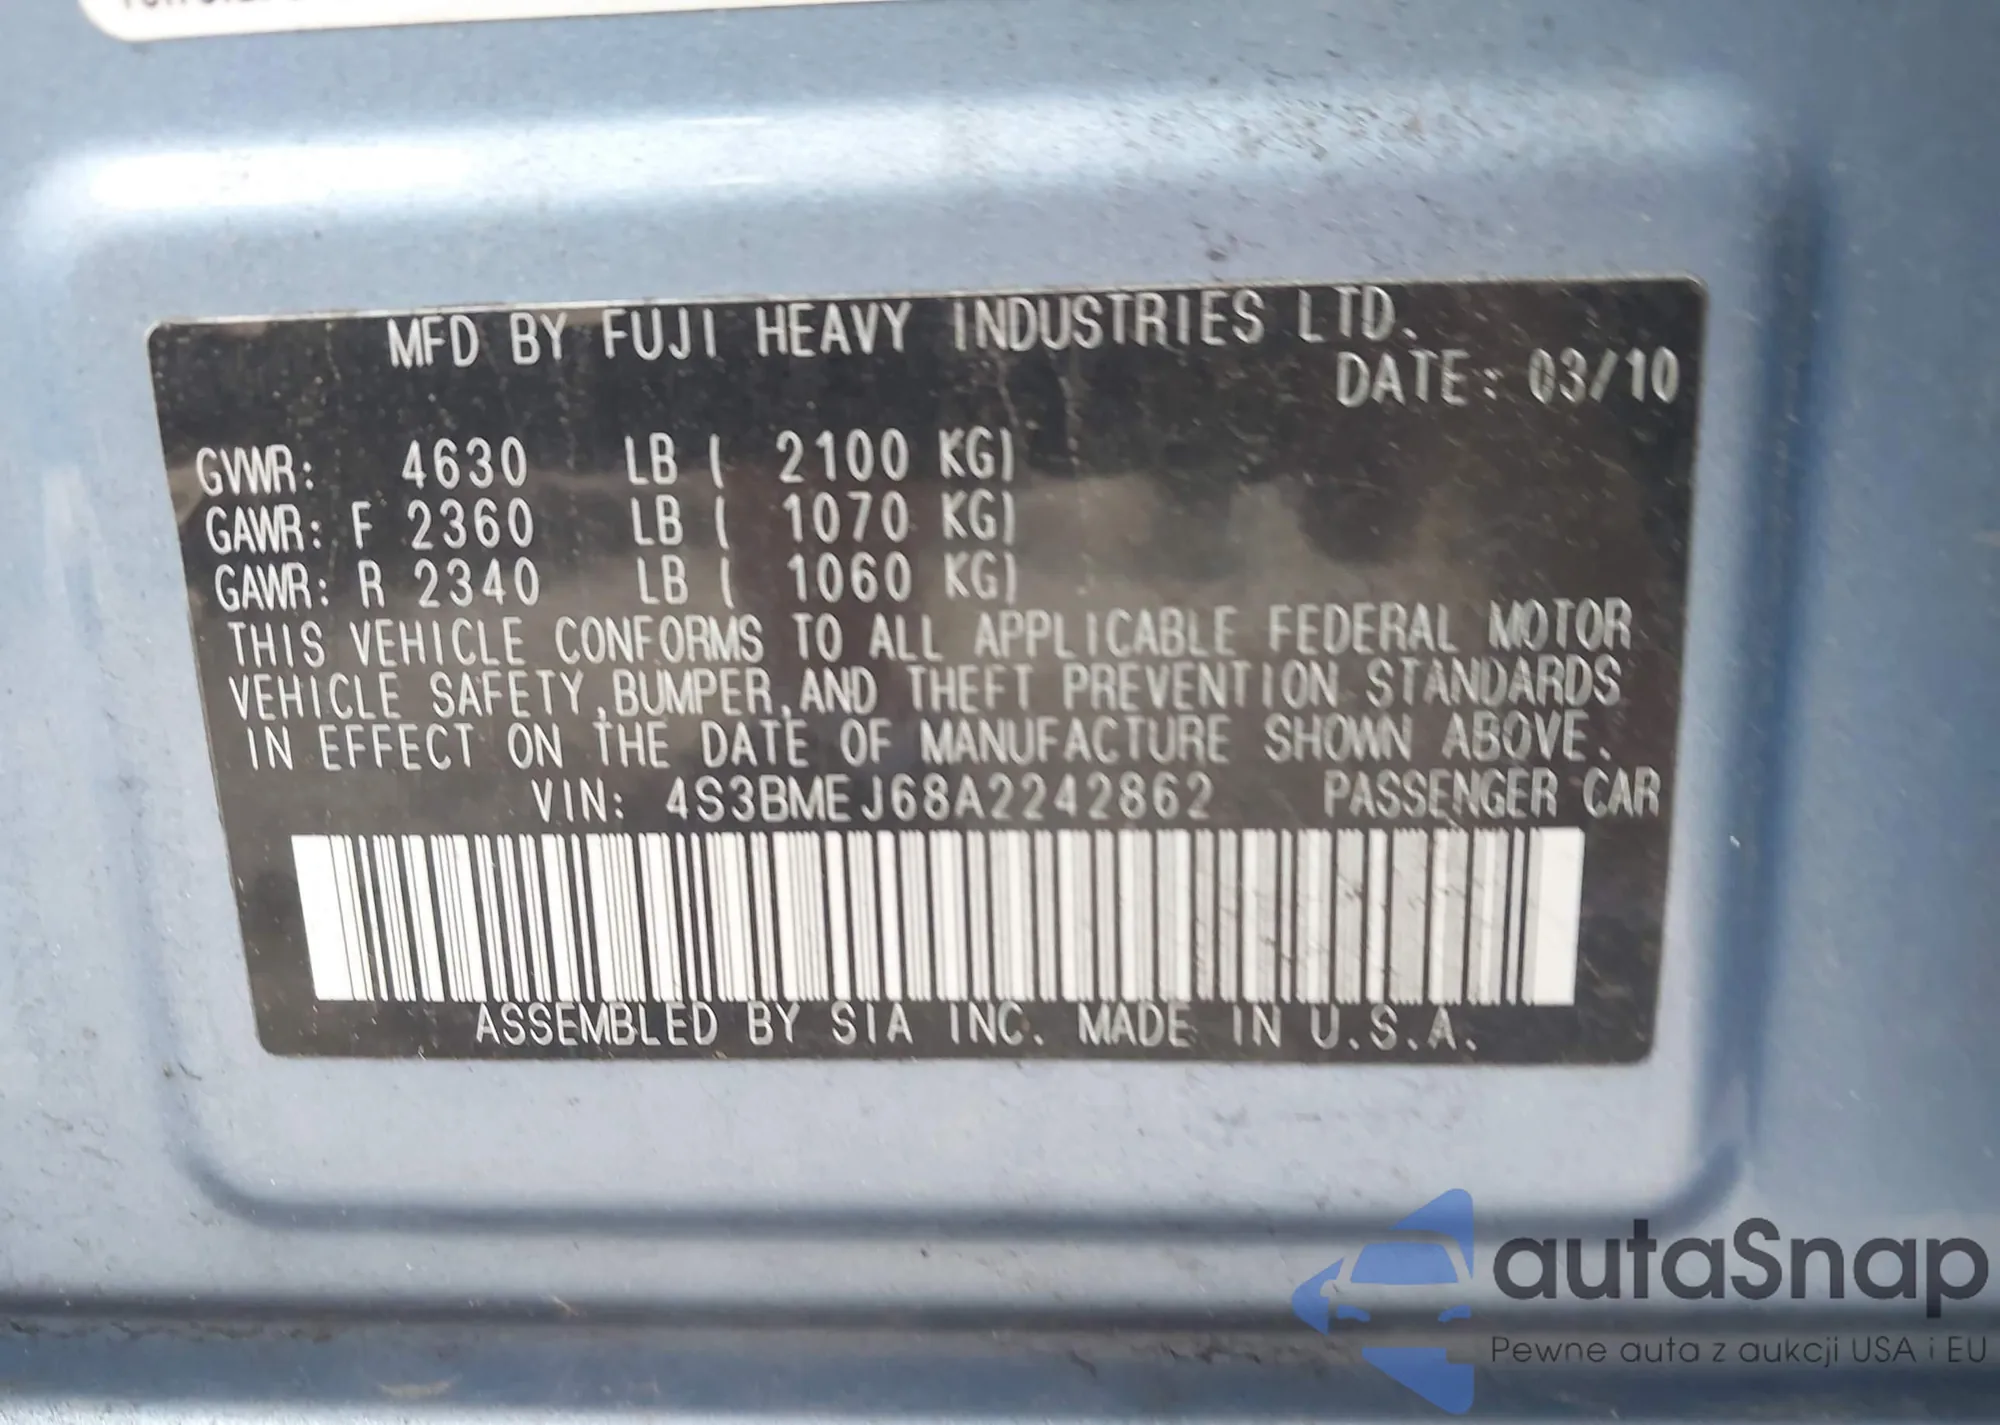 MFD BY FUJI HEAVY INDUSTRIES LTD.
DATE: 03/10
GVWR: 4630 LB ( 2100 KG)
GAWR: F 2360 LB ( 1070 KG)
GAWR: R 2340 LB ( 1060 KG)
THIS VEHICLE CONFORMS TO ALL APPLICABLE FEDERAL MOTOR
VEHICLE SAFETY,BUMPER,AND THEFT PREVENTION STANDARDS
IN EFFECT ON THE DATE OF MANUFACTURE SHOWN ABOVE.
VIN: 4S3BMEJ68A2242862 PASSENGER CAR
ASSEMBLED BY SIA INC. MADE IN U.S.A.
autaSnap
Pewne auta z aukcji USA i EU